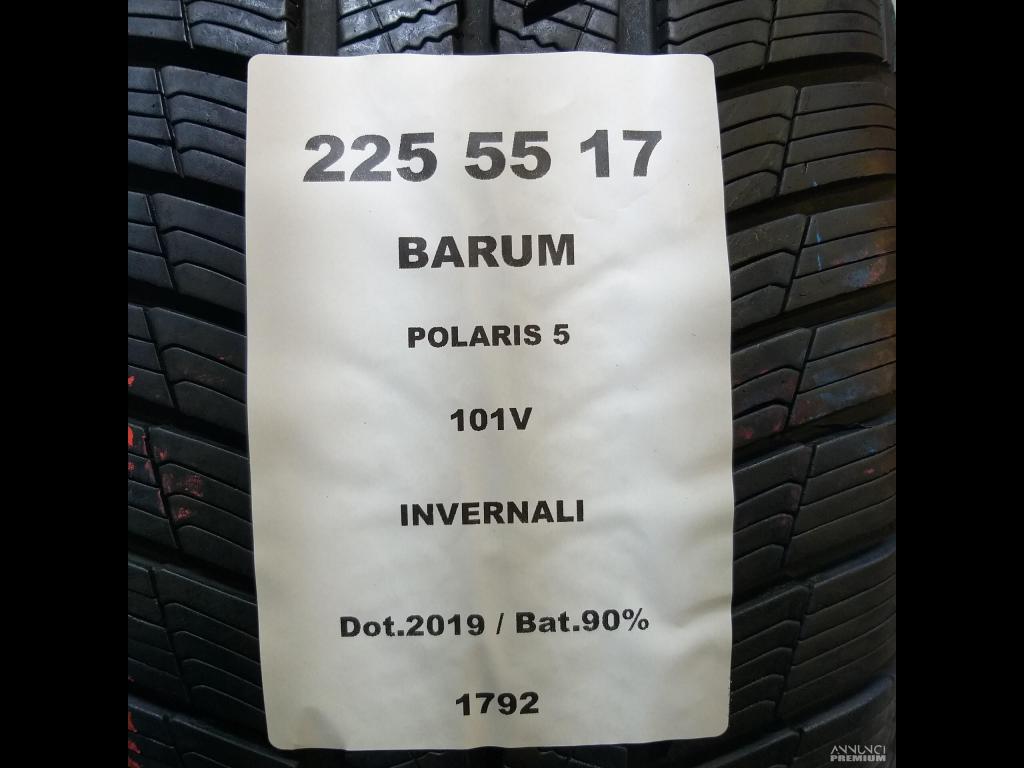 225 55 17
BARUM
POLARIS 5
101V
INVERNALI
Dot.2019 / Bat.90%
1792
ANNUNCI
PREMIUM